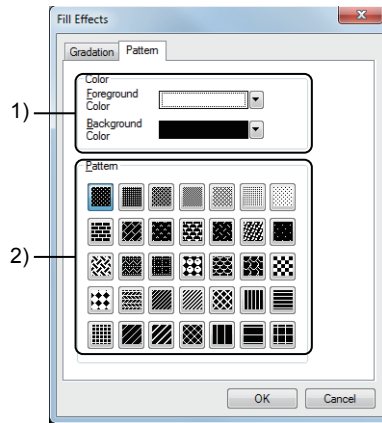 Fill Effects
Gradation Pattern
Color
Foreground
Color
1)
Background
Color
Pattern
2)
OK Cancel